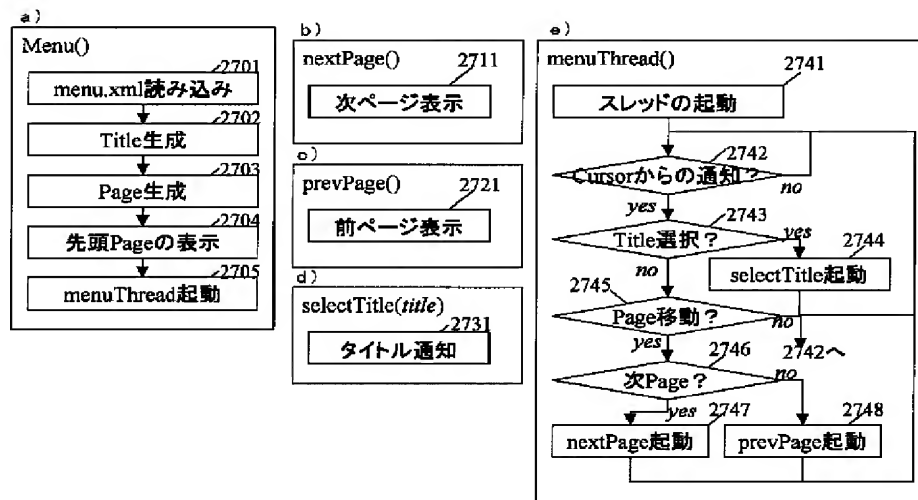 a)
Menu()
2701
menu.xml読み込み
2702
Title生成
2703
Page生成
2704
先頭Pageの表示
2705
menuThread起動
b)
nextPage()
2711
次ページ表示
c)
prevPage()
2721
前ページ表示
d)
selectTitle(title)
2731
タイトル通知
e)
menuThread()
2741
スレッドの起動
2742
Cursorからの通知?
no
yes
2743
Title選択?
yes
2744
no
selectTitle起動
2745
Page移動?
no
yes
2742へ
2746
次Page?
no
yes
2747
2748
nextPage起動
prevPage起動